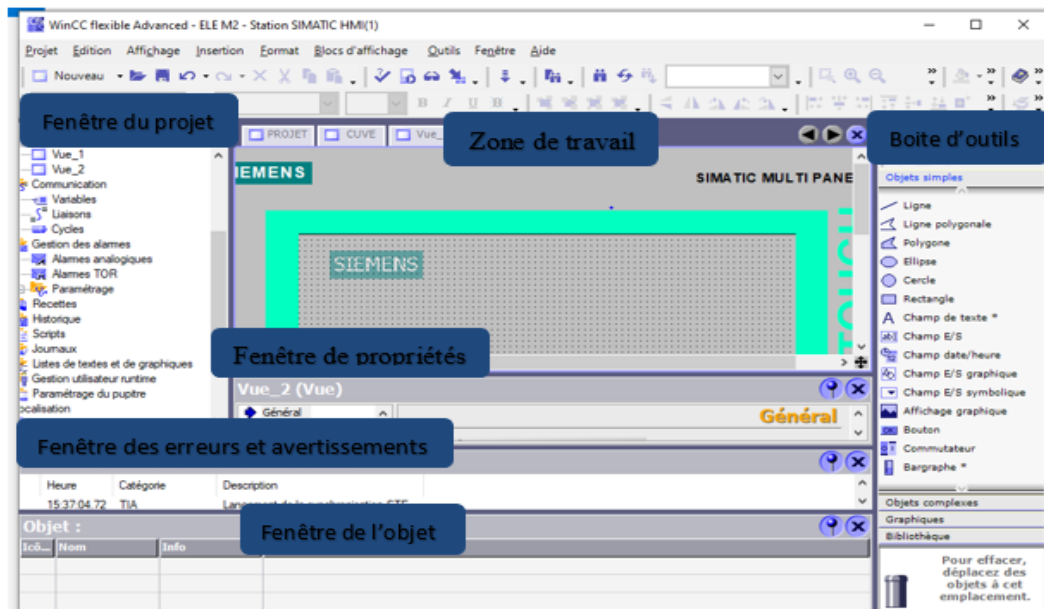 WinCC flexible Advanced - ELE M2 - Station SIMATIC HMI(1)
Projet Edition Affichage Insertion Format Blocs d'affichage Outils Fenêtre Aide
Nouveau
Fenêtre du projet
PROJET CUVE Vue_
Zone de travail
Boite d'outils
Vue_1
Vue_2
Communication
Variables
Liaisons
Cycles
Gestion des alarmes
Alarmes analogiques
Alarmes TOR
Paramétrage
Recettes
Historique
Scripts
Journaux
Listes de textes et de graphiques
Gestion utilisateur runtime
Paramétrage du pupitre
ocalisation
IEMENS
SIMATIC MULTI PANE
SIEMENS
TOUCH
Fenêtre de propriétés
Vue_2 (Vue)
Général
Général
Fenêtre des erreurs et avertissements
Heure Catégorie Description
15:37:04.72 TIA
Fenêtre de l'objet
Objet :
Icô... Nom Info
Objets simples
Ligne
Ligne polygonale
Polygone
Ellipse
Cercle
Rectangle
Champ de texte *
Champ E/S
Champ date/heure
Champ E/S graphique
Champ E/S symbolique
Affichage graphique
Bouton
Commutateur
Bargraphe *
Objets complexes
Graphiques
Bibliothèque
Pour effacer,
déplacez des
objets à cet
emplacement.